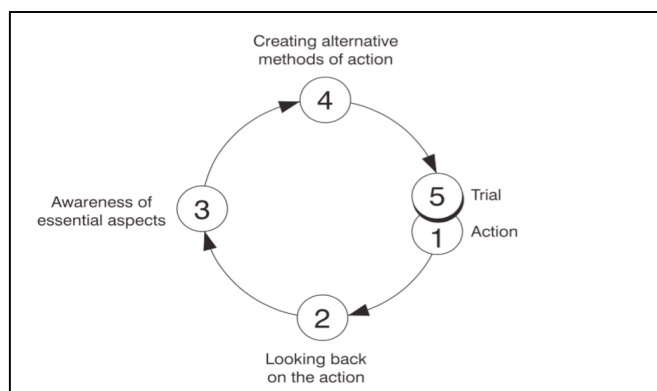 Creating alternative
methods of action
4
5
Trial
Awareness of
essential aspects
3
1
Action
2
Looking back
on the action